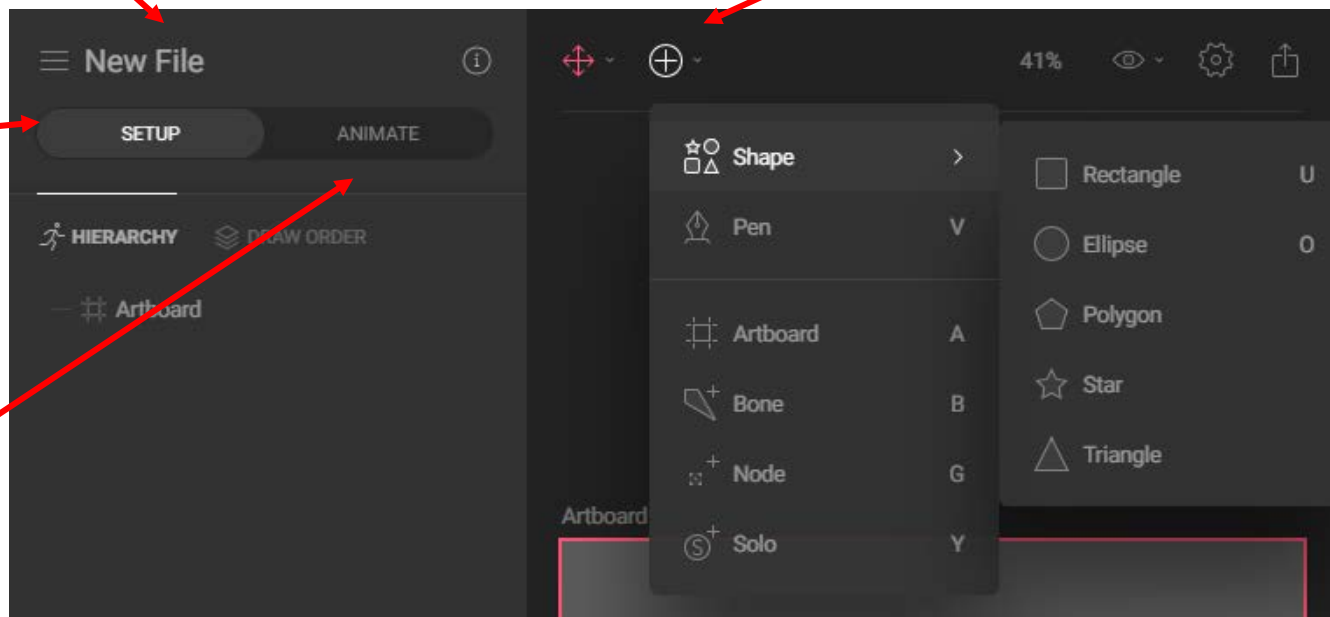 New File
SETUP
ANIMATE
HIERARCHY
DRAW ORDER
Artboard
41%
Shape
Pen V
Artboard A
Bone B
Node G
Solo Y
Rectangle U
Ellipse O
Polygon
Star
Triangle
Artboard